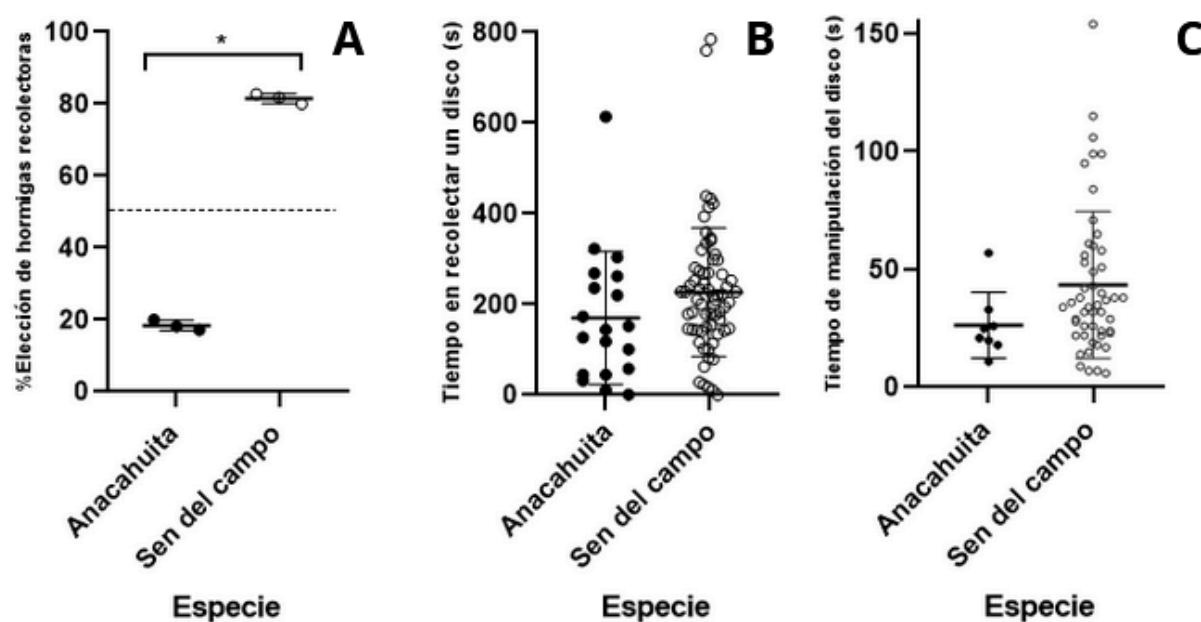 A
%Elección de hormigas recolectoras
100
80
60
40
20
0
*
Anacahuita
Sen del campo
Especie
B
Tiempo en recolectar un disco (s)
800
600
400
200
0
Anacahuita
Sen del campo
Especie
C
Tiempo de manipulación del disco (s)
150
100
50
0
Anacahuita
Sen del campo
Especie